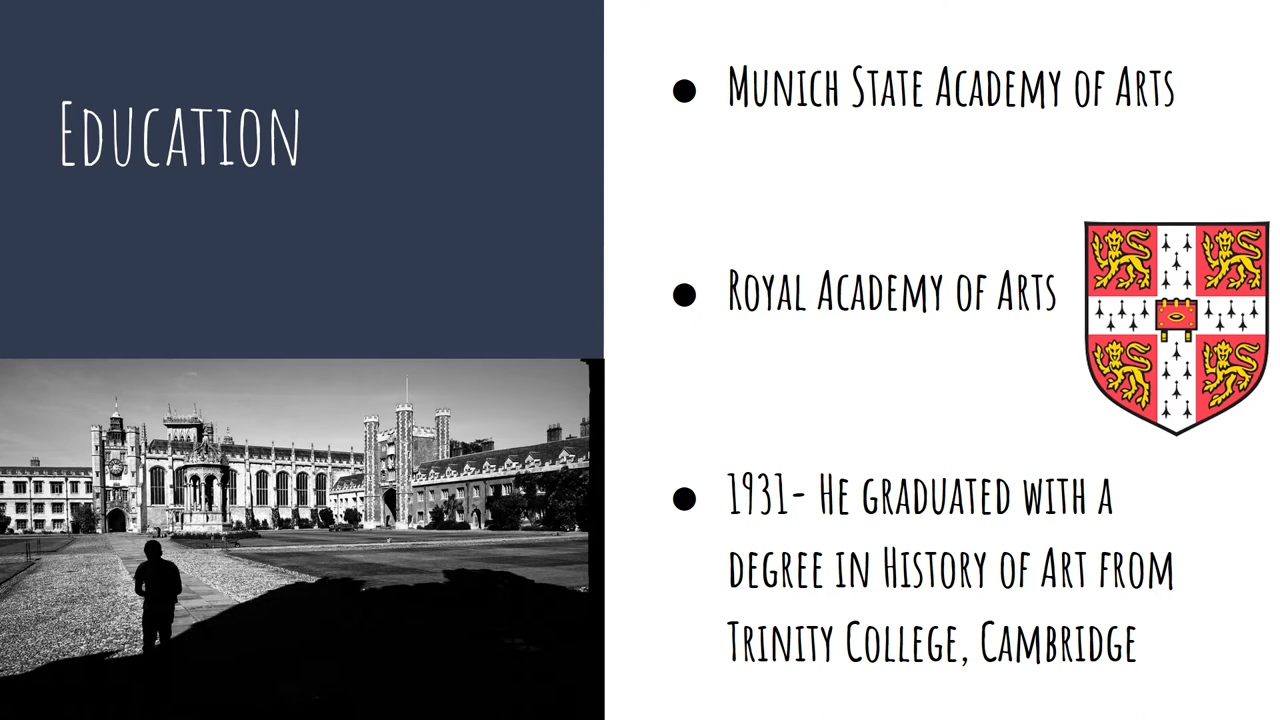 Education
● Munich State Academy of Arts
● Royal Academy of Arts
● 1931- He graduated with a
degree in History of Art from
Trinity College, Cambridge